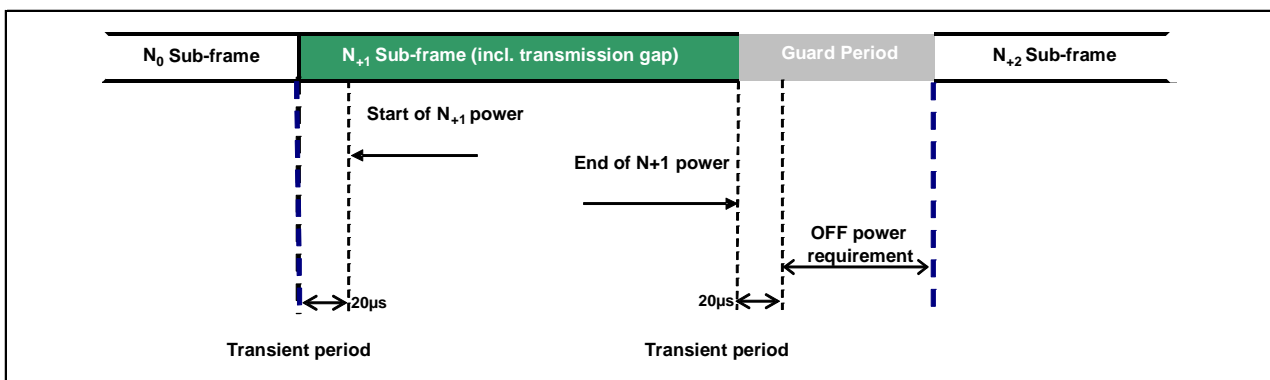 N₀ Sub-frame
N₊₁ Sub-frame (incl. transmission gap)
Guard Period
N₊₂ Sub-frame
Start of N₊₁ power
End of N+1 power
OFF power
requirement
20µs
20µs
Transient period
Transient period